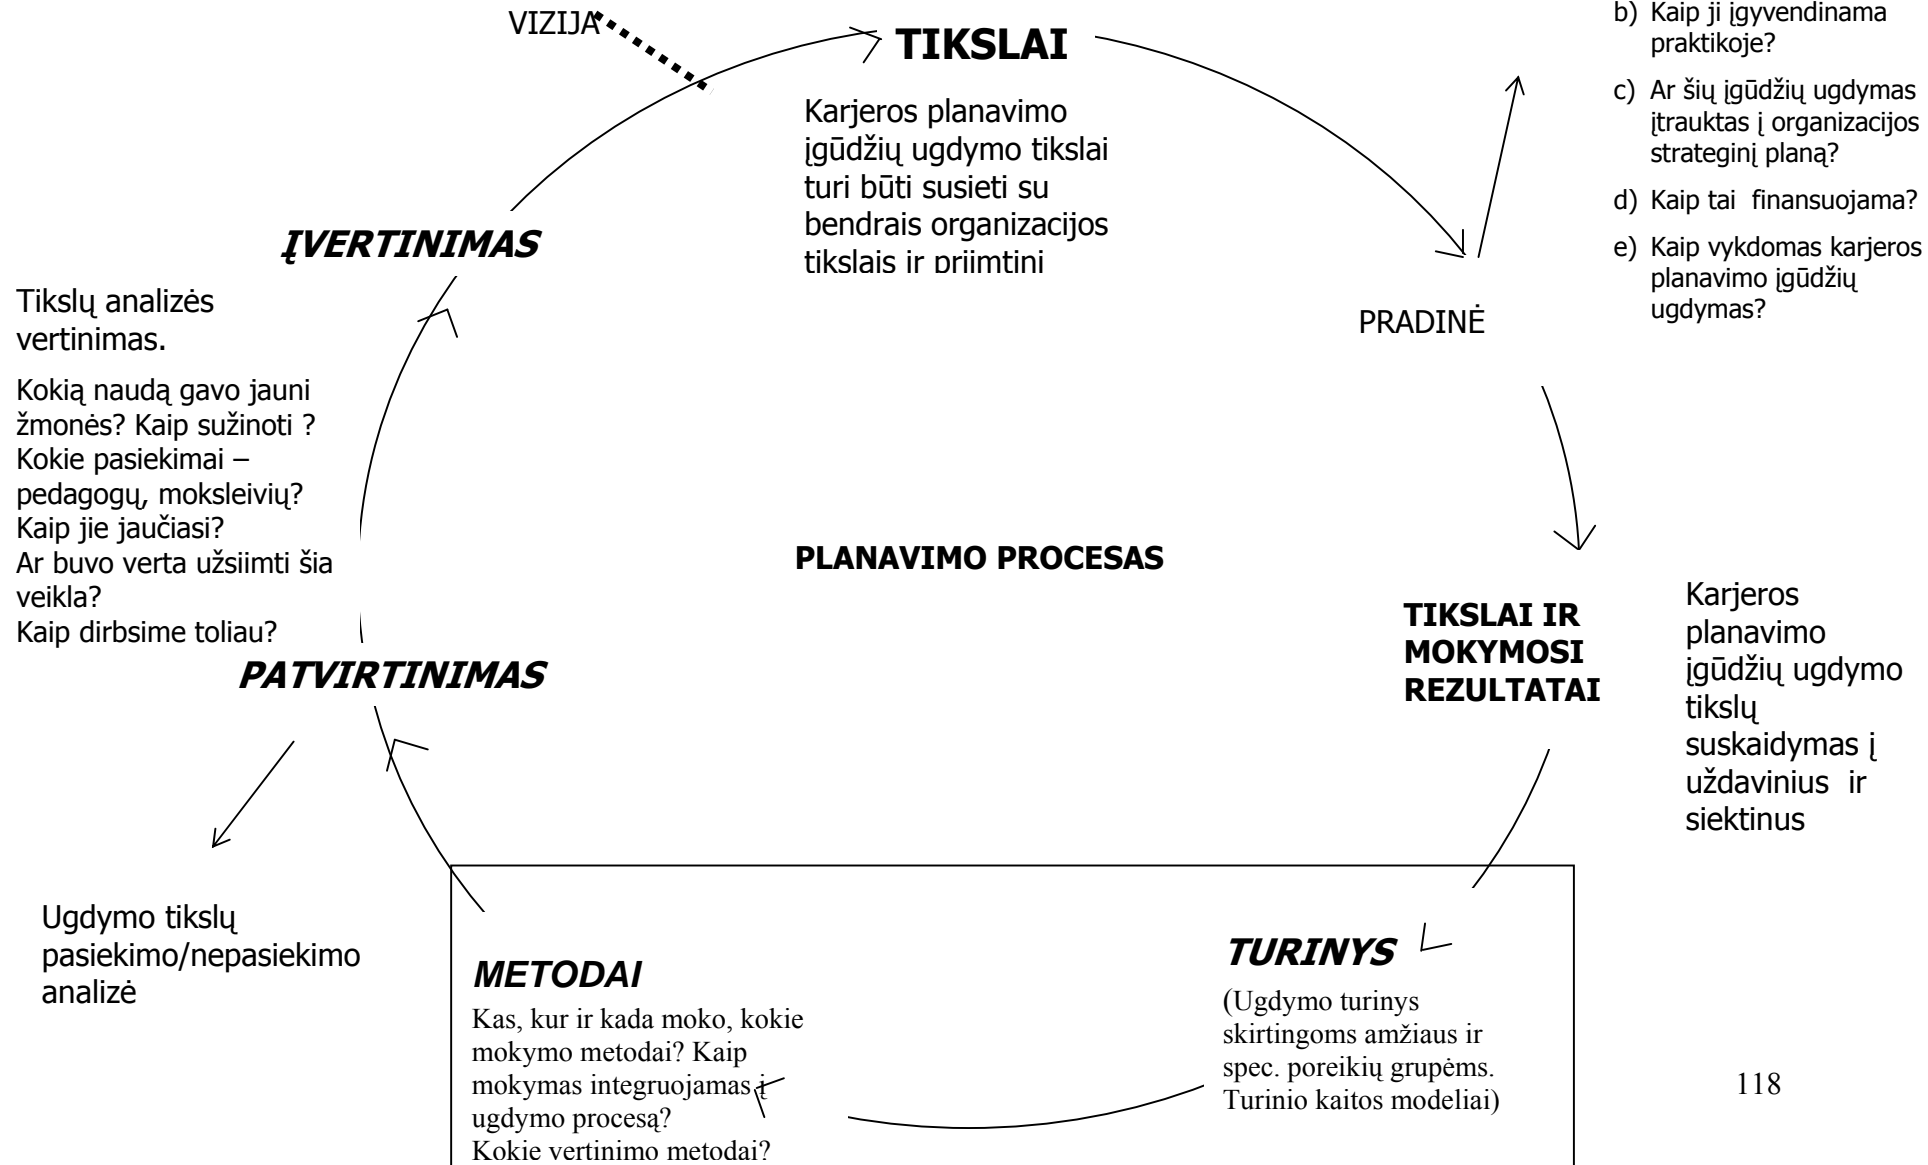 VIZIJA
TIKSLAI
Karjeros planavimo
įgūdžių ugdymo tikslai
turi būti susieti su
bendrais organizacijos
tikslais ir priimtini
b) Kaip ji įgyvendinama
praktikoje?
c) Ar šių įgūdžių ugdymas
įtrauktas į organizacijos
strateginį planą?
d) Kaip tai finansuojama?
e) Kaip vykdomas karjeros
planavimo įgūdžių
ugdymas?
PRADINĖ
ĮVERTINIMAS
Tikslų analizės
vertinimas.
Kokią naudą gavo jauni
žmonės? Kaip sužinoti ?
Kokie pasiekimai –
pedagogų, moksleivių?
Kaip jie jaučiasi?
Ar buvo verta užsiimti šia
veikla?
Kaip dirbsime toliau?
PLANAVIMO PROCESAS
TIKSLAI IR
MOKYMOSI
REZULTATAI
Karjeros
planavimo
įgūdžių ugdymo
tikslų
suskaidymas į
uždavinius ir
siektinus
PATVIRTINIMAS
Ugdymo tikslų
pasiekimo/nepasiekimo
analizė
METODAI
Kas, kur ir kada moko, kokie
mokymo metodai? Kaip
mokymas integruojamas į
ugdymo procesą?
Kokie vertinimo metodai?
TURINYS
(Ugdymo turinys
skirtingoms amžiaus ir
spec. poreikių grupėms.
Turinio kaitos modeliai)
118